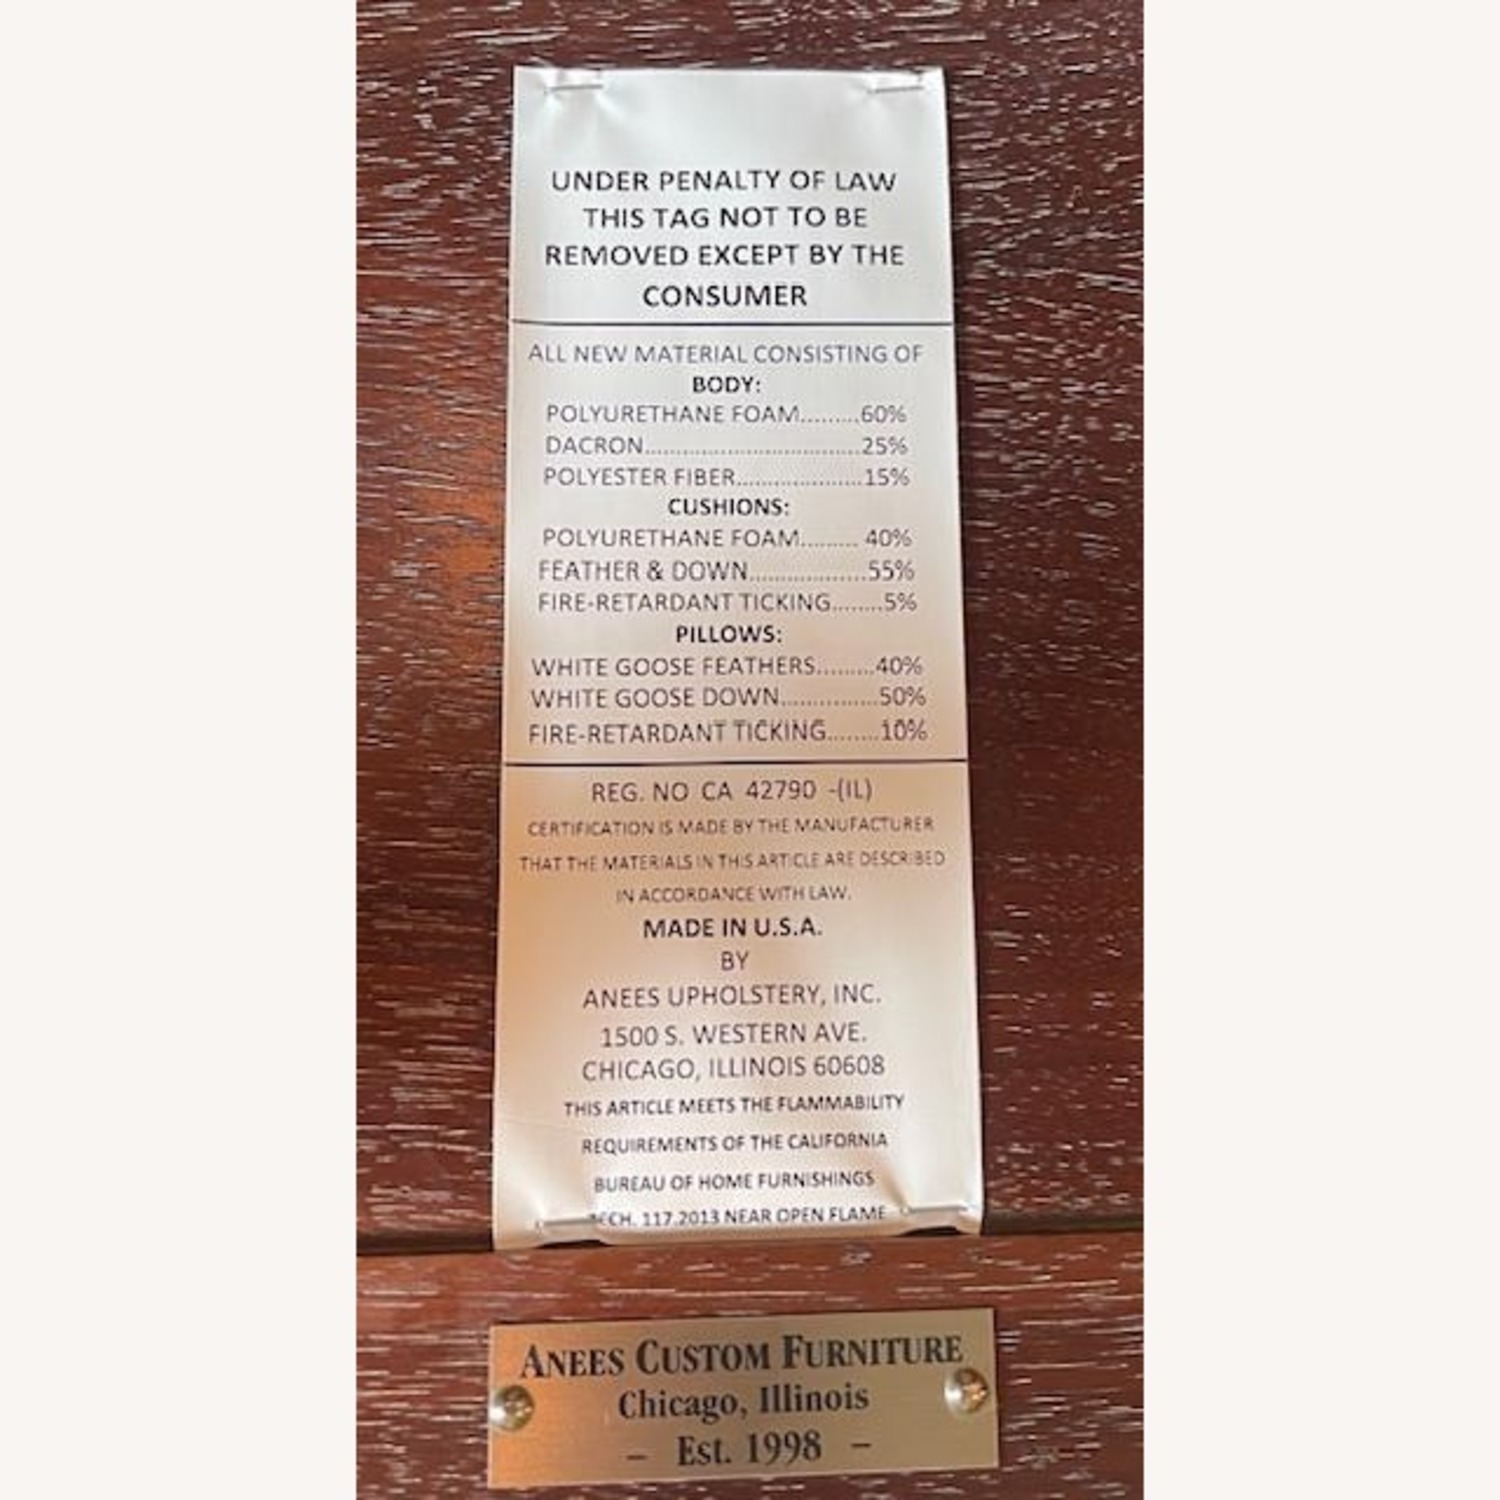 UNDER PENALTY OF LAW
THIS TAG NOT TO BE
REMOVED EXCEPT BY THE
CONSUMER
ALL NEW MATERIAL CONSISTING OF
BODY:
POLYURETHANE FOAM.........60%
DACRON..................................25%
POLYESTER FIBER....................15%
CUSHIONS:
POLYURETHANE FOAM......... 40%
FEATHER & DOWN..................55%
FIRE-RETARDANT TICKING........5%
PILLOWS:
WHITE GOOSE FEATHERS.........40%
WHITE GOOSE DOWN...............50%
FIRE-RETARDANT TICKING........10%
REG. NO CA 42790 -(IL)
CERTIFICATION IS MADE BY THE MANUFACTURER
THAT THE MATERIALS IN THIS ARTICLE ARE DESCRIBED
IN ACCORDANCE WITH LAW.
MADE IN U.S.A.
BY
ANEES UPHOLSTERY, INC.
1500 S. WESTERN AVE.
CHICAGO, ILLINOIS 60608
THIS ARTICLE MEETS THE FLAMMABILITY
REQUIREMENTS OF THE CALIFORNIA
BUREAU OF HOME FURNISHINGS
TECH. 117.2013 NEAR OPEN FLAME
ANEES CUSTOM FURNITURE
Chicago, Illinois
– Est. 1998 –